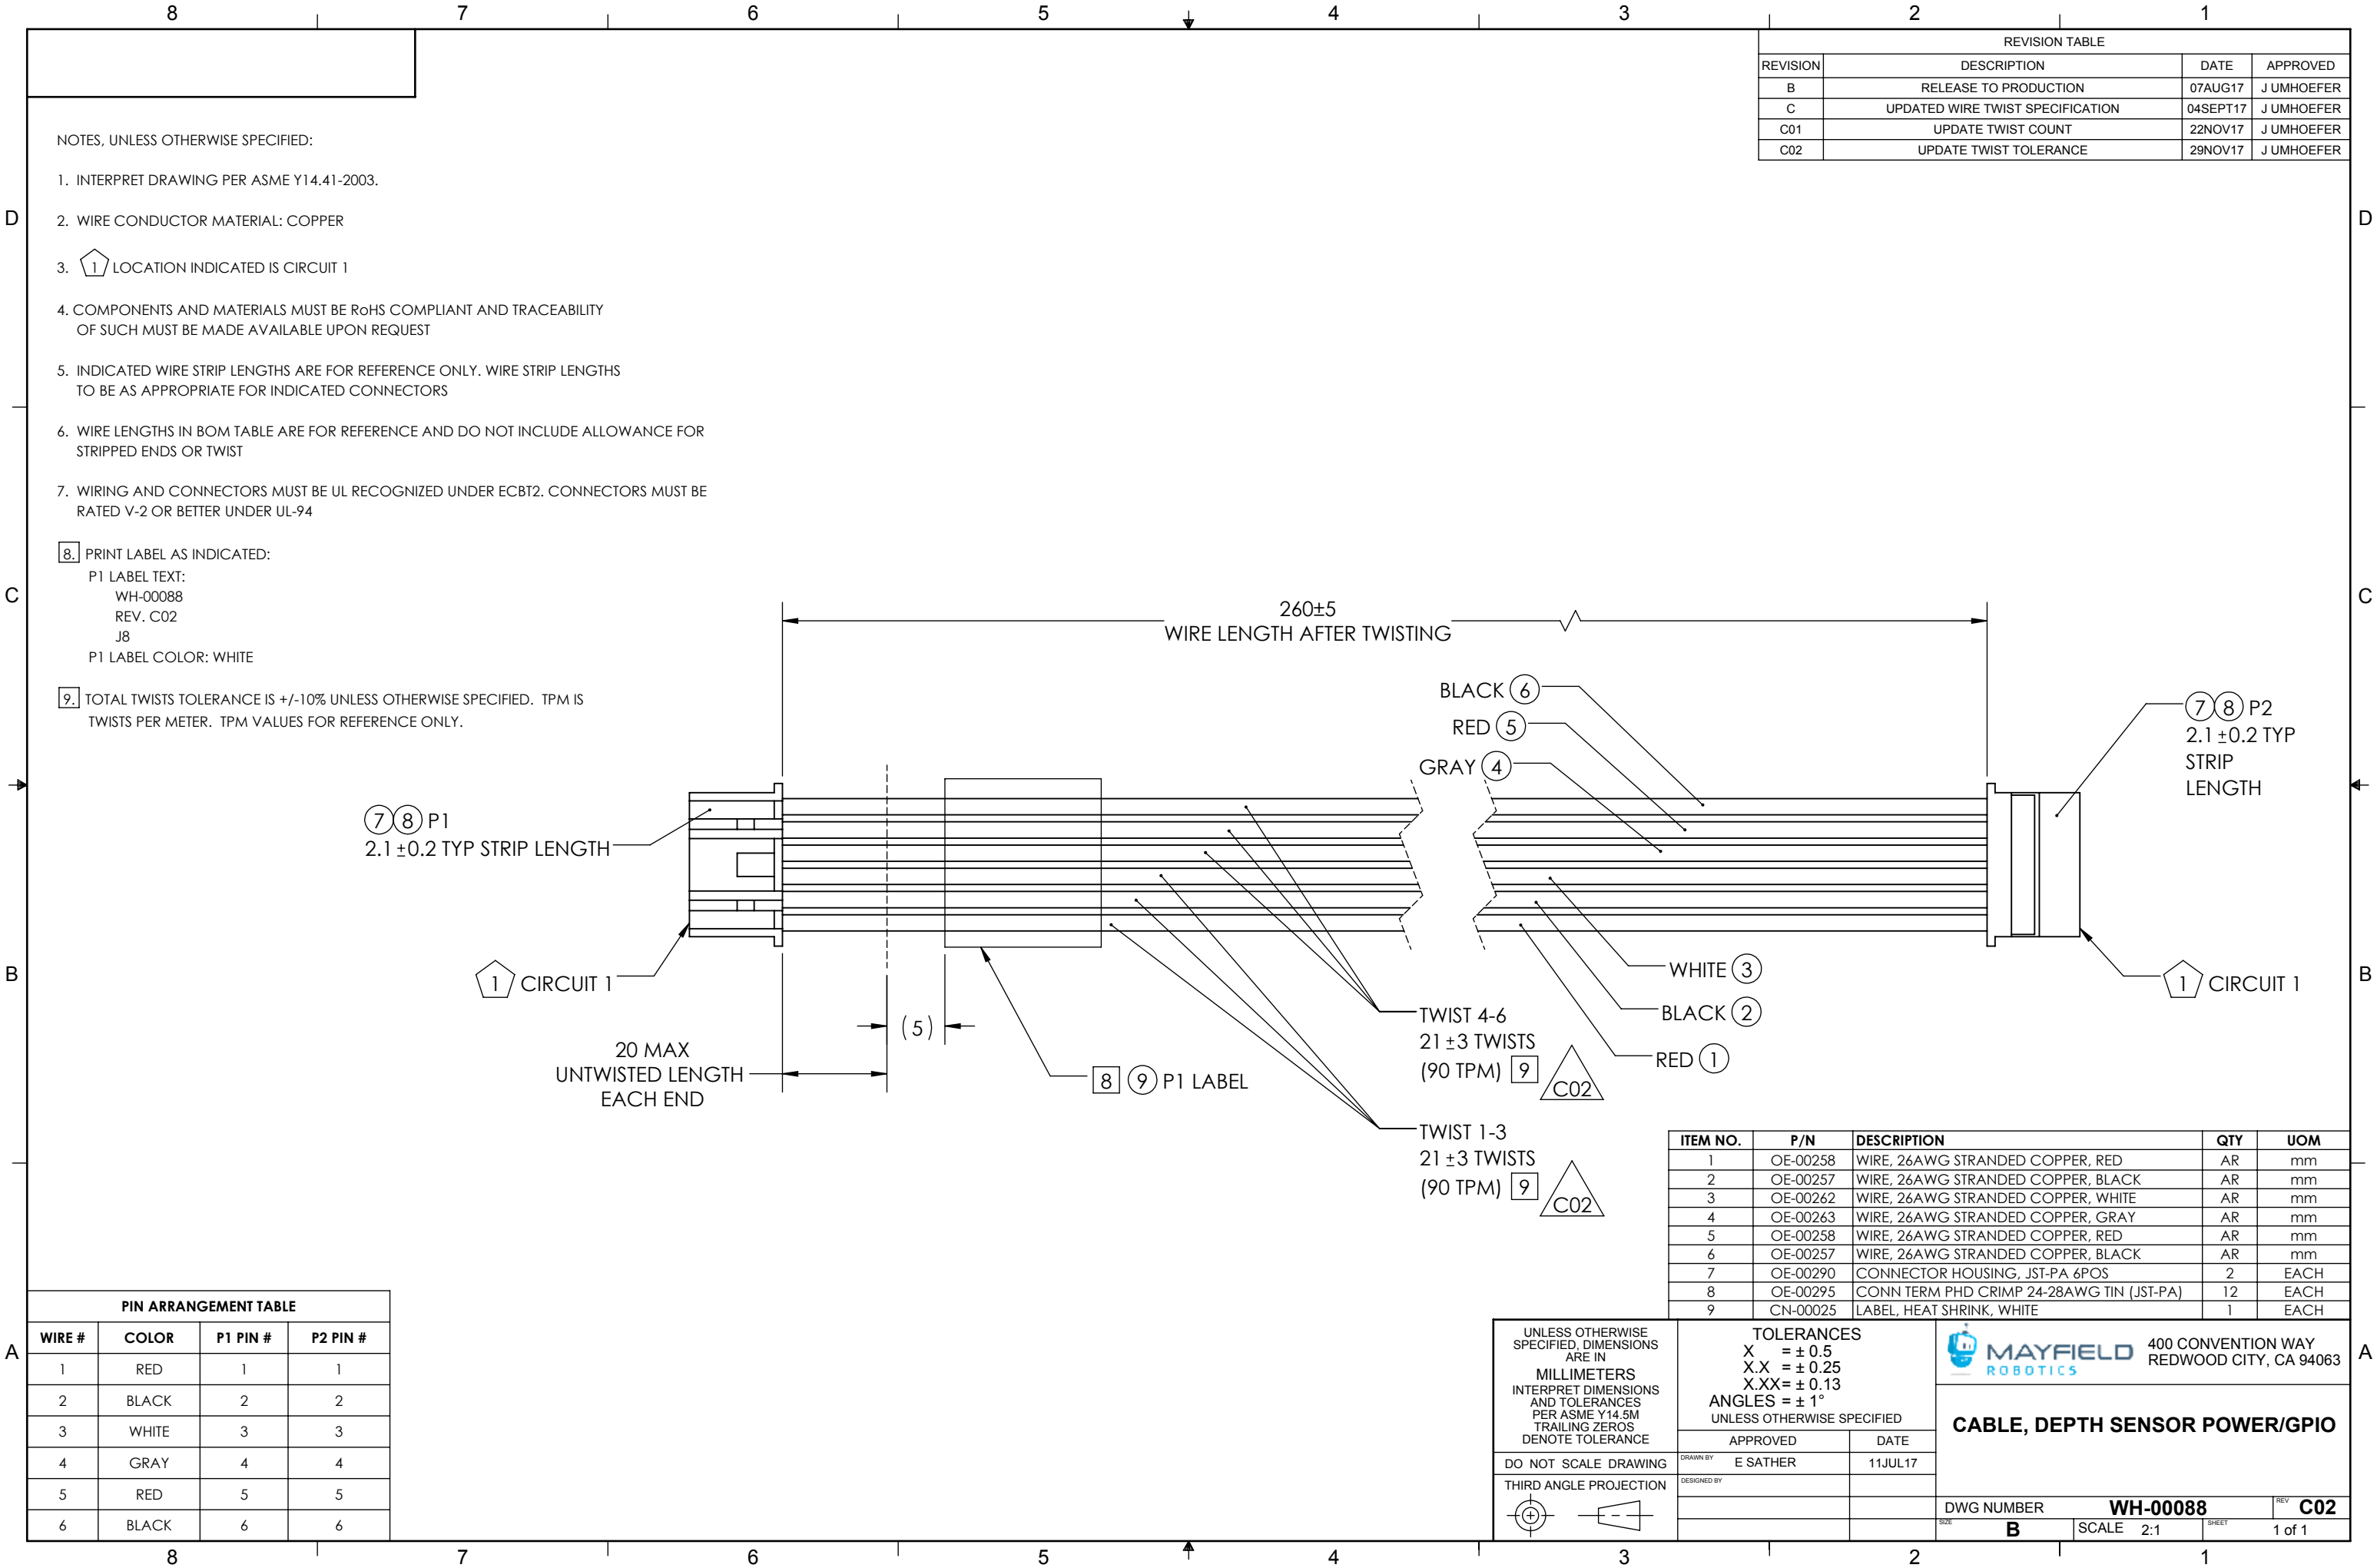 8 7 6 5 4 3 2 1
REVISION TABLE
REVISION DESCRIPTION DATE APPROVED
B RELEASE TO PRODUCTION 07AUG17 J UMHOEFER
C UPDATED WIRE TWIST SPECIFICATION 04SEPT17 J UMHOEFER
C01 UPDATE TWIST COUNT 22NOV17 J UMHOEFER
C02 UPDATE TWIST TOLERANCE 29NOV17 J UMHOEFER
NOTES, UNLESS OTHERWISE SPECIFIED:
1. INTERPRET DRAWING PER ASME Y14.41-2003.
D D
2. WIRE CONDUCTOR MATERIAL: COPPER
3. 1 LOCATION INDICATED IS CIRCUIT 1
4. COMPONENTS AND MATERIALS MUST BE RoHS COMPLIANT AND TRACEABILITY
OF SUCH MUST BE MADE AVAILABLE UPON REQUEST
5. INDICATED WIRE STRIP LENGTHS ARE FOR REFERENCE ONLY. WIRE STRIP LENGTHS
TO BE AS APPROPRIATE FOR INDICATED CONNECTORS
6. WIRE LENGTHS IN BOM TABLE ARE FOR REFERENCE AND DO NOT INCLUDE ALLOWANCE FOR
STRIPPED ENDS OR TWIST
7. WIRING AND CONNECTORS MUST BE UL RECOGNIZED UNDER ECBT2. CONNECTORS MUST BE
RATED V-2 OR BETTER UNDER UL-94
8. PRINT LABEL AS INDICATED:
P1 LABEL TEXT:
WH-00088
REV. C02
J8
P1 LABEL COLOR: WHITE
C C
9. TOTAL TWISTS TOLERANCE IS +/-10% UNLESS OTHERWISE SPECIFIED. TPM IS
TWISTS PER METER. TPM VALUES FOR REFERENCE ONLY.
260±5
WIRE LENGTH AFTER TWISTING
BLACK 6
RED 5
GRAY 4
7 8 P2
2.1±0.2 TYP
STRIP
LENGTH
7 8 P1
2.1±0.2 TYP STRIP LENGTH
B B
1 CIRCUIT 1
WHITE 3
BLACK 2
RED 1
1 CIRCUIT 1
(5)
20 MAX
UNTWISTED LENGTH
EACH END
8 9 P1 LABEL
TWIST 4-6
21±3 TWISTS
(90 TPM) 9 C02
TWIST 1-3
21±3 TWISTS
(90 TPM) 9 C02
ITEM NO. P/N DESCRIPTION QTY UOM
1 OE-00258 WIRE, 26AWG STRANDED COPPER, RED AR mm
2 OE-00257 WIRE, 26AWG STRANDED COPPER, BLACK AR mm
3 OE-00262 WIRE, 26AWG STRANDED COPPER, WHITE AR mm
4 OE-00263 WIRE, 26AWG STRANDED COPPER, GRAY AR mm
5 OE-00258 WIRE, 26AWG STRANDED COPPER, RED AR mm
6 OE-00257 WIRE, 26AWG STRANDED COPPER, BLACK AR mm
7 OE-00290 CONNECTOR HOUSING, JST-PA 6POS 2 EACH
8 OE-00295 CONN TERM PHD CRIMP 24-28AWG TIN (JST-PA) 12 EACH
9 CN-00025 LABEL, HEAT SHRINK, WHITE 1 EACH
PIN ARRANGEMENT TABLE
WIRE # COLOR P1 PIN # P2 PIN #
1 RED 1 1
2 BLACK 2 2
3 WHITE 3 3
4 GRAY 4 4
5 RED 5 5
6 BLACK 6 6
A A
UNLESS OTHERWISE
SPECIFIED, DIMENSIONS
ARE IN
MILLIMETERS
INTERPRET DIMENSIONS
AND TOLERANCES
PER ASME Y14.5M
TRAILING ZEROS
DENOTE TOLERANCE
DO NOT SCALE DRAWING
THIRD ANGLE PROJECTION
TOLERANCES
X = ± 0.5
X.X = ± 0.25
X.XX= ± 0.13
ANGLES = ± 1°
UNLESS OTHERWISE SPECIFIED
APPROVED DATE
DRAWN BY E SATHER 11JUL17
DESIGNED BY
MAYFIELD
ROBOTICS
400 CONVENTION WAY
REDWOOD CITY, CA 94063
CABLE, DEPTH SENSOR POWER/GPIO
DWG NUMBER WH-00088 REV C02
SIZE B SCALE 2:1 SHEET 1 of 1
8 7 6 5 4 3 2 1